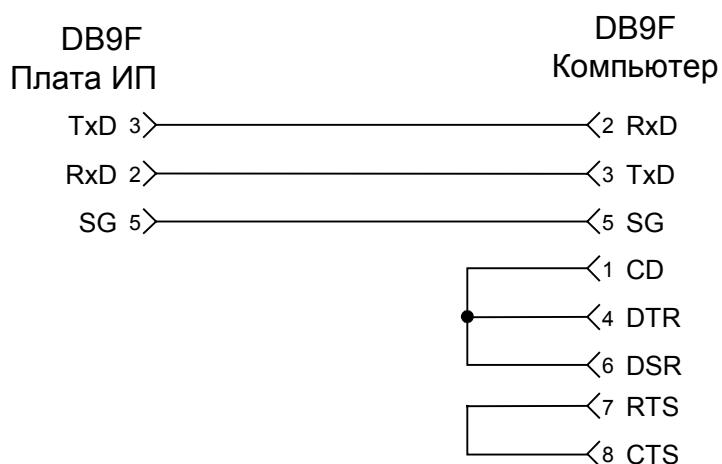 DB9F
Плата ИП
DB9F
Компьютер
TxD 3 2 RxD
RxD 2 3 TxD
SG 5 5 SG
1 CD
4 DTR
6 DSR
7 RTS
8 CTS